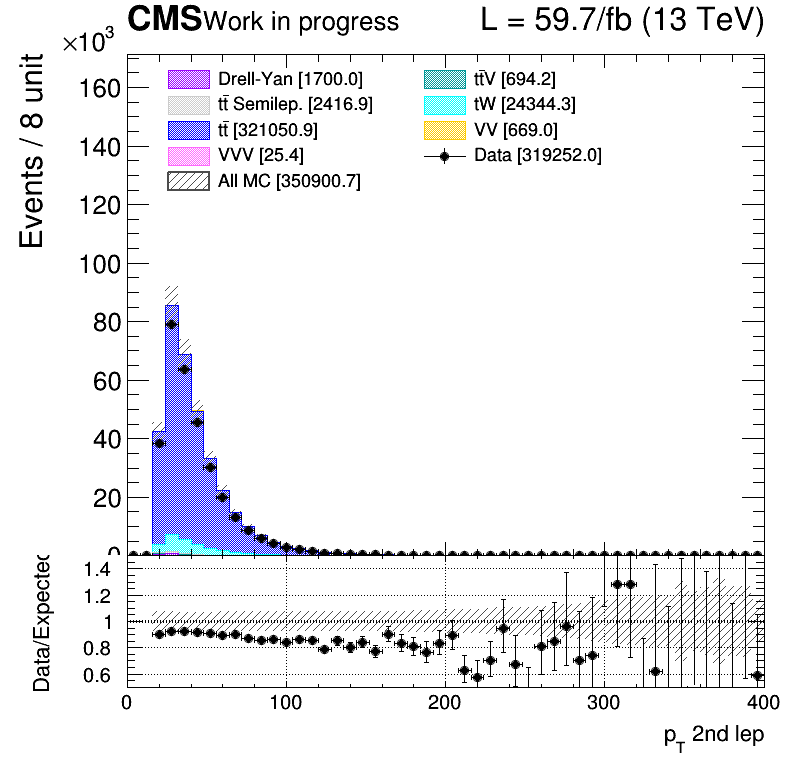 CMS Work in progress L = 59.7/fb (13 TeV)
×10³
Events / 8 unit
160
140
120
100
80
60
40
20
0
Drell-Yan [1700.0]
tt̄ Semilep. [2416.9]
tt̄ [321050.9]
VVV [25.4]
All MC [350900.7]
tt̄V [694.2]
tW [24344.3]
VV [669.0]
Data [319252.0]
Data/Expected
1.4
1.2
1
0.8
0.6
0 100 200 300 400
p_T 2nd lep